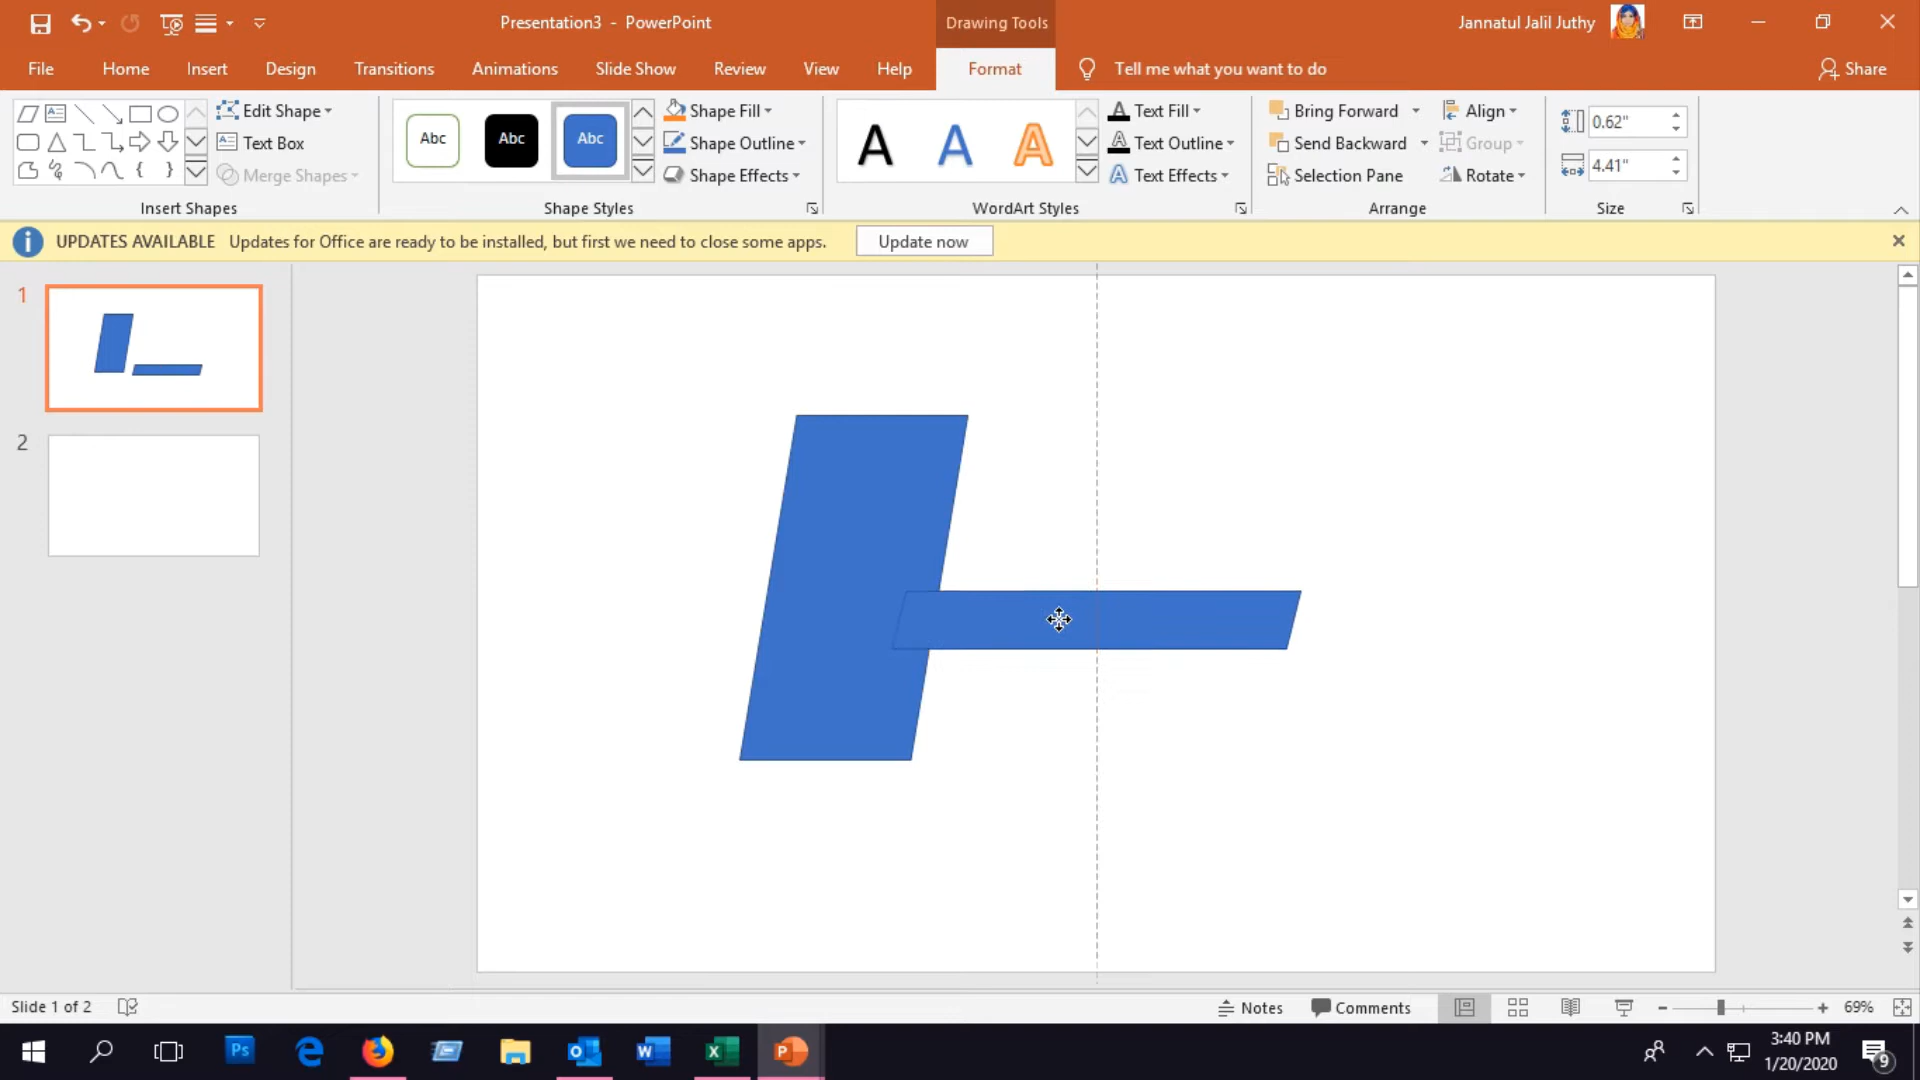 Presentation3 - PowerPoint
Drawing Tools
Jannatul Jalil Juthy
File Home Insert Design Transitions Animations Slide Show Review View Help Format Tell me what you want to do Share
Edit Shape
Text Box
Merge Shapes
Insert Shapes
Abc Abc Abc
Shape Fill
Shape Outline
Shape Effects
Shape Styles
A A A
Text Fill
Text Outline
Text Effects
WordArt Styles
Bring Forward
Send Backward
Selection Pane
Align
Group
Rotate
Arrange
0.62"
4.41"
Size
UPDATES AVAILABLE Updates for Office are ready to be installed, but first we need to close some apps. Update now
1
2
Slide 1 of 2
Notes Comments 69%
Ps
3:40 PM
1/20/2020
9